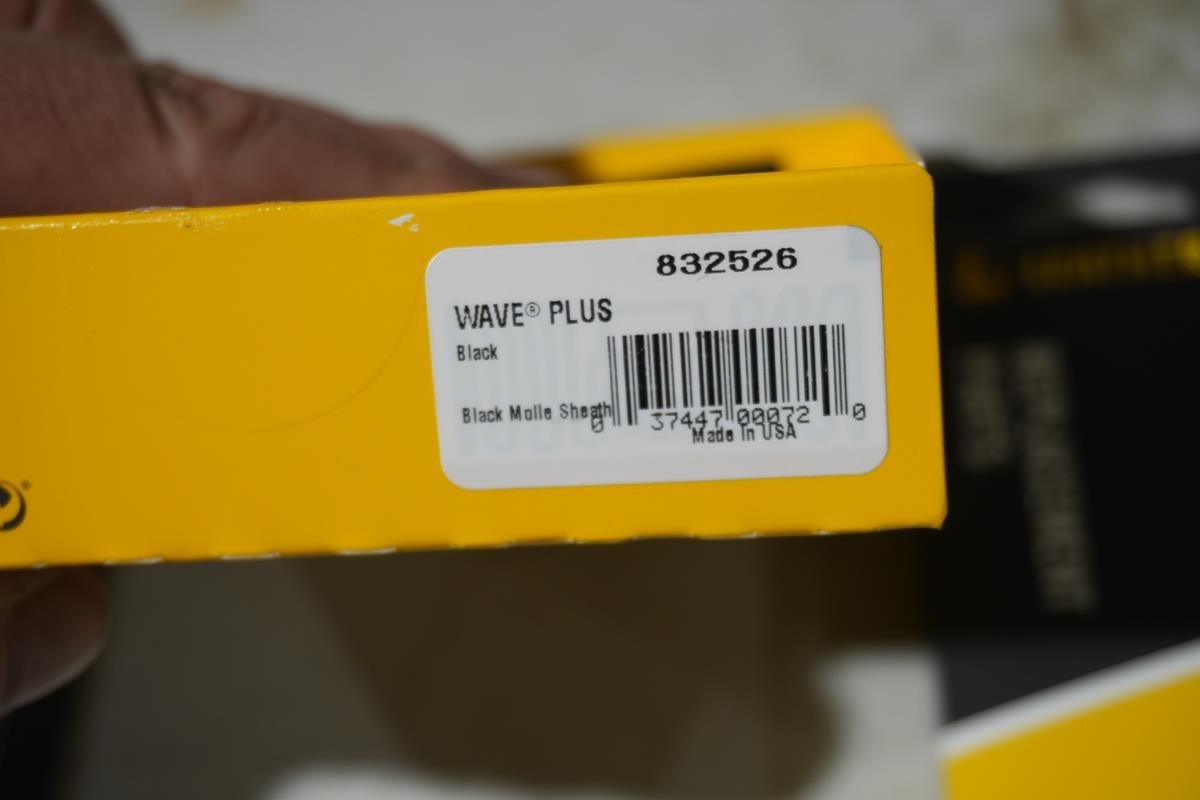 832526
WAVE® PLUS
Black
Black Molle Sheath
0 37447 00072 0
Made in USA